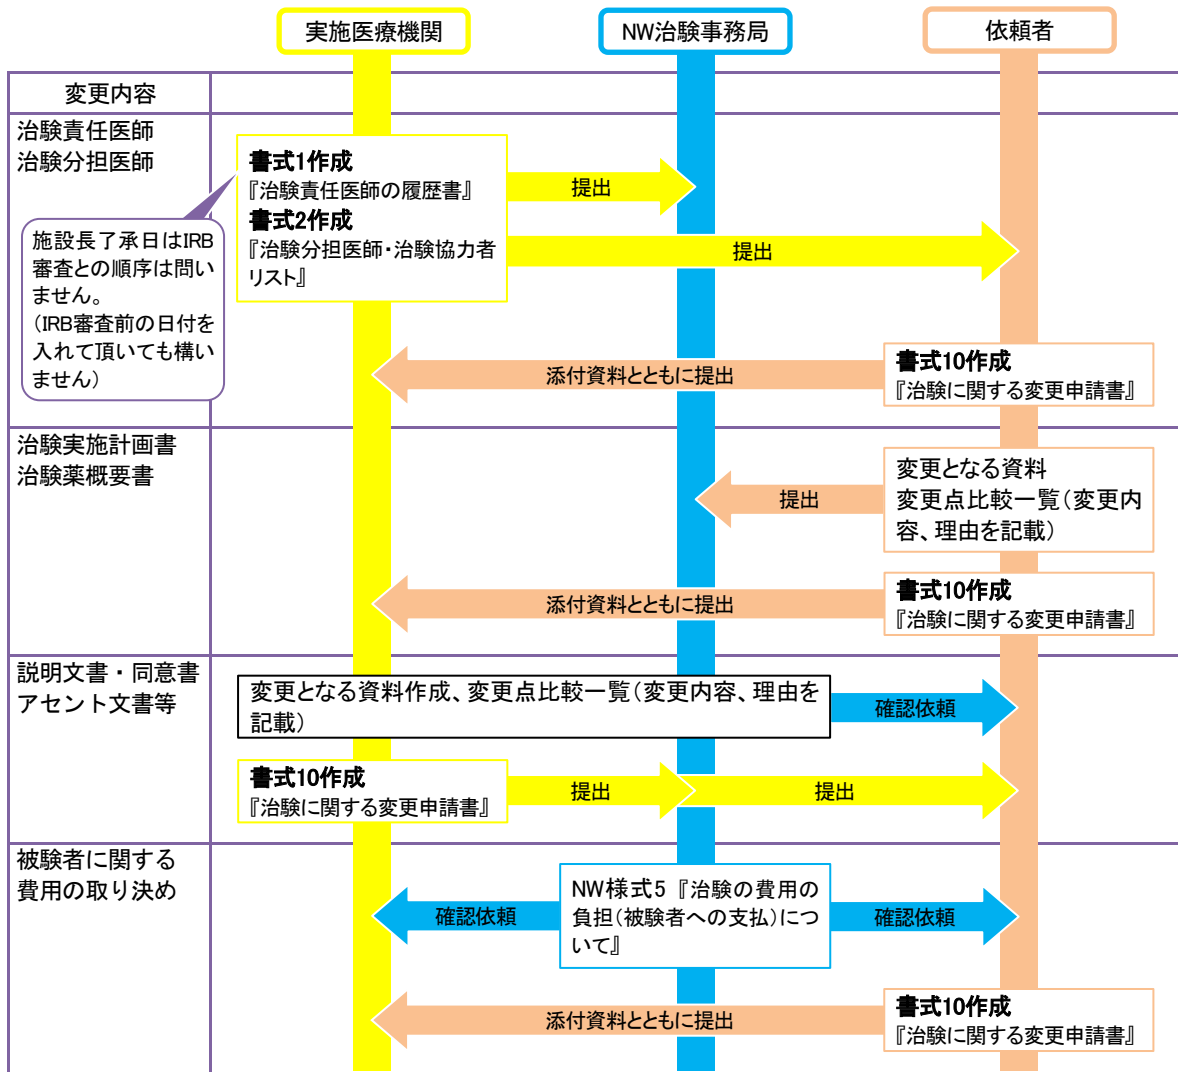 実施医療機関
NW治験事務局
依頼者
変更内容
治験責任医師
治験分担医師
書式1作成
『治験責任医師の履歴書』
書式2作成
『治験分担医師・治験協力者
リスト』
提出
提出
施設長了承日はIRB
審査との順序は問い
ません。
(IRB審査前の日付を
入れて頂いても構い
ません)
添付資料とともに提出
書式10作成
『治験に関する変更申請書』
治験実施計画書
治験薬概要書
提出
変更となる資料
変更点比較一覧(変更内
容、理由を記載)
添付資料とともに提出
書式10作成
『治験に関する変更申請書』
説明文書・同意書
アセント文書等
変更となる資料作成、変更点比較一覧(変更内容、理由を
記載)
確認依頼
書式10作成
『治験に関する変更申請書』
提出
提出
被験者に関する
費用の取り決め
確認依頼
NW様式5『治験の費用の
負担(被験者への支払)につ
いて』
確認依頼
添付資料とともに提出
書式10作成
『治験に関する変更申請書』